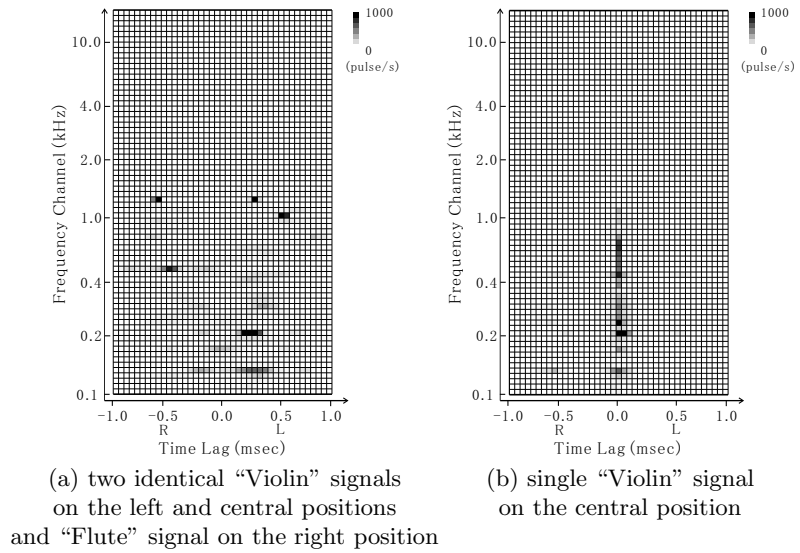 1000
0
(pulse/s)
10.0
4.0
2.0
1.0
0.4
0.2
0.1
Frequency Channel (kHz)
−1.0 −0.5 0.0 0.5 1.0
R L
Time Lag (msec)
(a) two identical “Violin” signals
on the left and central positions
and “Flute” signal on the right position
1000
0
(pulse/s)
10.0
4.0
2.0
1.0
0.4
0.2
0.1
Frequency Channel (kHz)
−1.0 −0.5 0.0 0.5 1.0
R L
Time Lag (msec)
(b) single “Violin” signal
on the central position